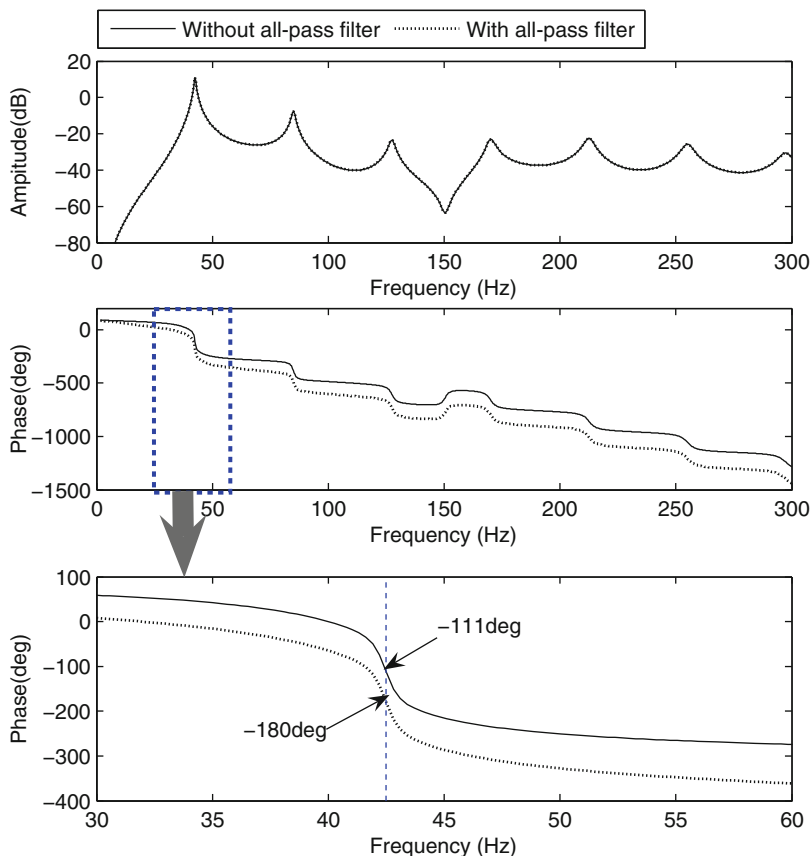 Without all-pass filter With all-pass filter
20
0
−20
−40
−60
−80
Ampitude(dB)
0 50 100 150 200 250 300
Frequency (Hz)
0
−500
−1000
−1500
Phase(deg)
0 50 100 150 200 250 300
Frequency (Hz)
100
0
−100
−200
−300
−400
Phase(deg)
−111deg
−180deg
30 35 40 45 50 55 60
Frequency (Hz)